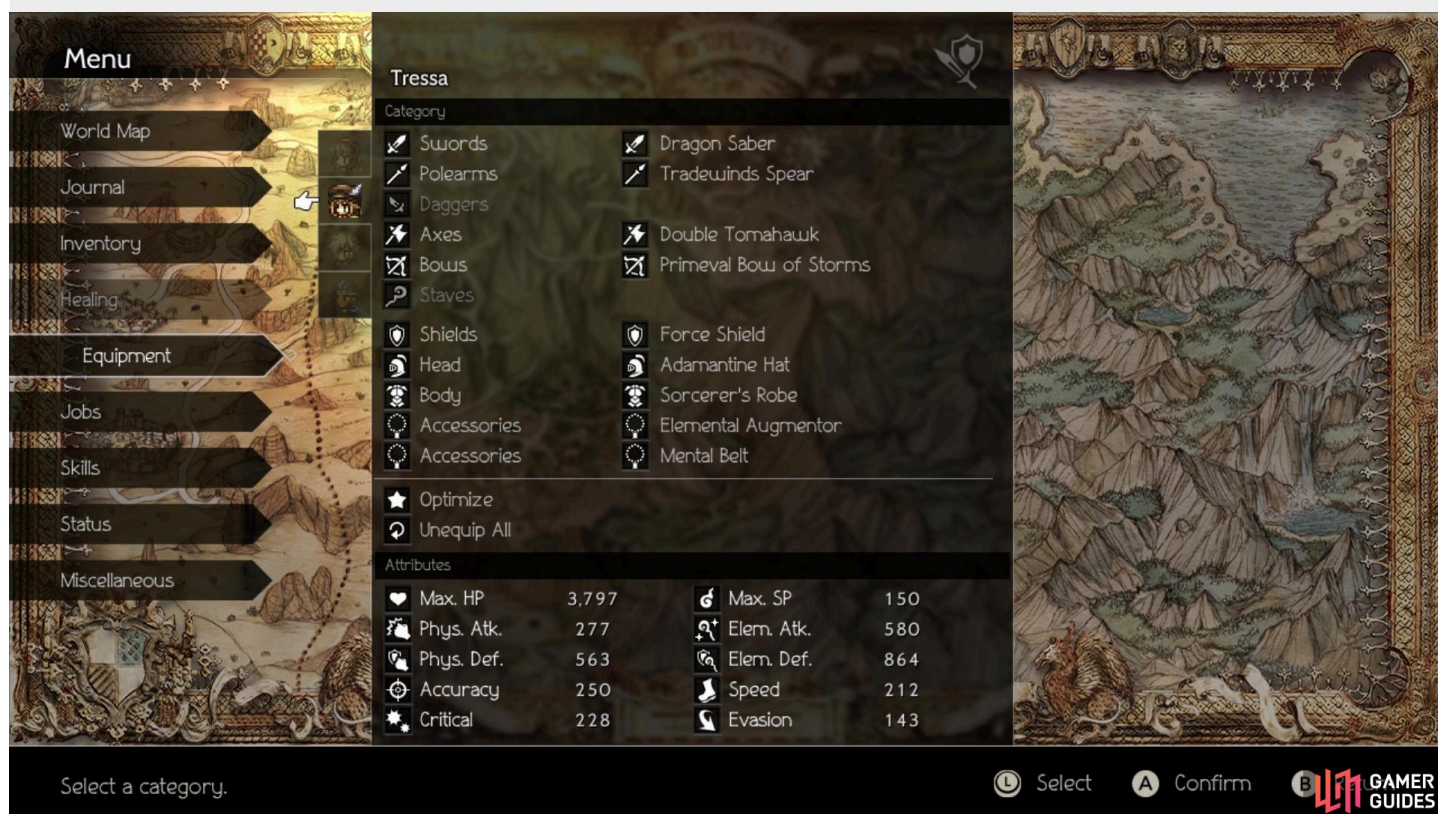 Menu
World Map
Journal
Inventory
Healing
Equipment
Jobs
Skills
Status
Miscellaneous
Tressa
Category
Swords Dragon Saber
Polearms Tradewinds Spear
Daggers
Axes Double Tomahawk
Bows Primeval Bow of Storms
Staves
Shields Force Shield
Head Adamantine Hat
Body Sorcerer's Robe
Accessories Elemental Augmentor
Accessories Mental Belt
Optimize
Unequip All
Attributes
Max. HP 3,797 Max. SP 150
Phys. Atk. 277 Elem. Atk. 580
Phys. Def. 563 Elem. Def. 864
Accuracy 250 Speed 212
Critical 228 Evasion 143
Select a category.
L Select A Confirm B
GAMER
GUIDES